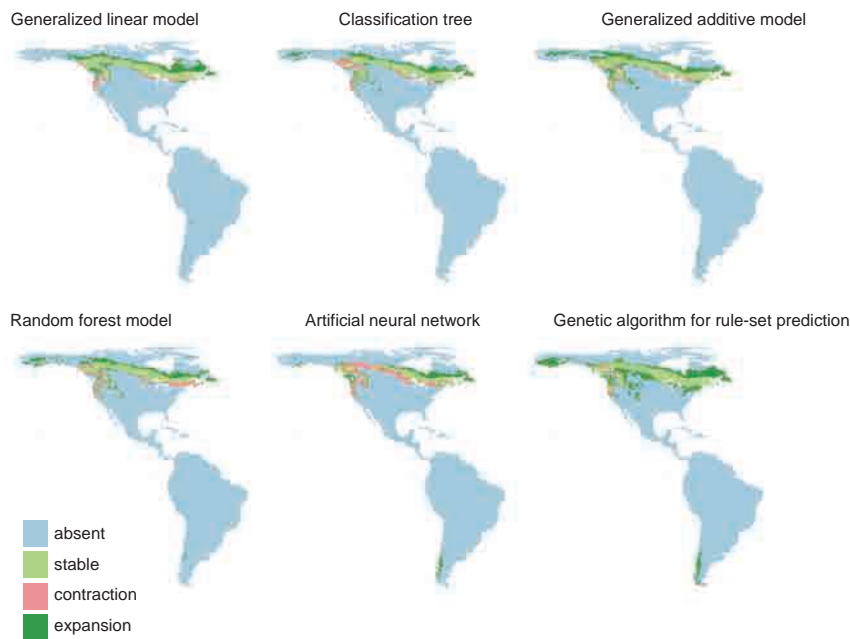 Generalized linear model
Classification tree
Generalized additive model
Random forest model
Artificial neural network
Genetic algorithm for rule-set prediction
absent
stable
contraction
expansion